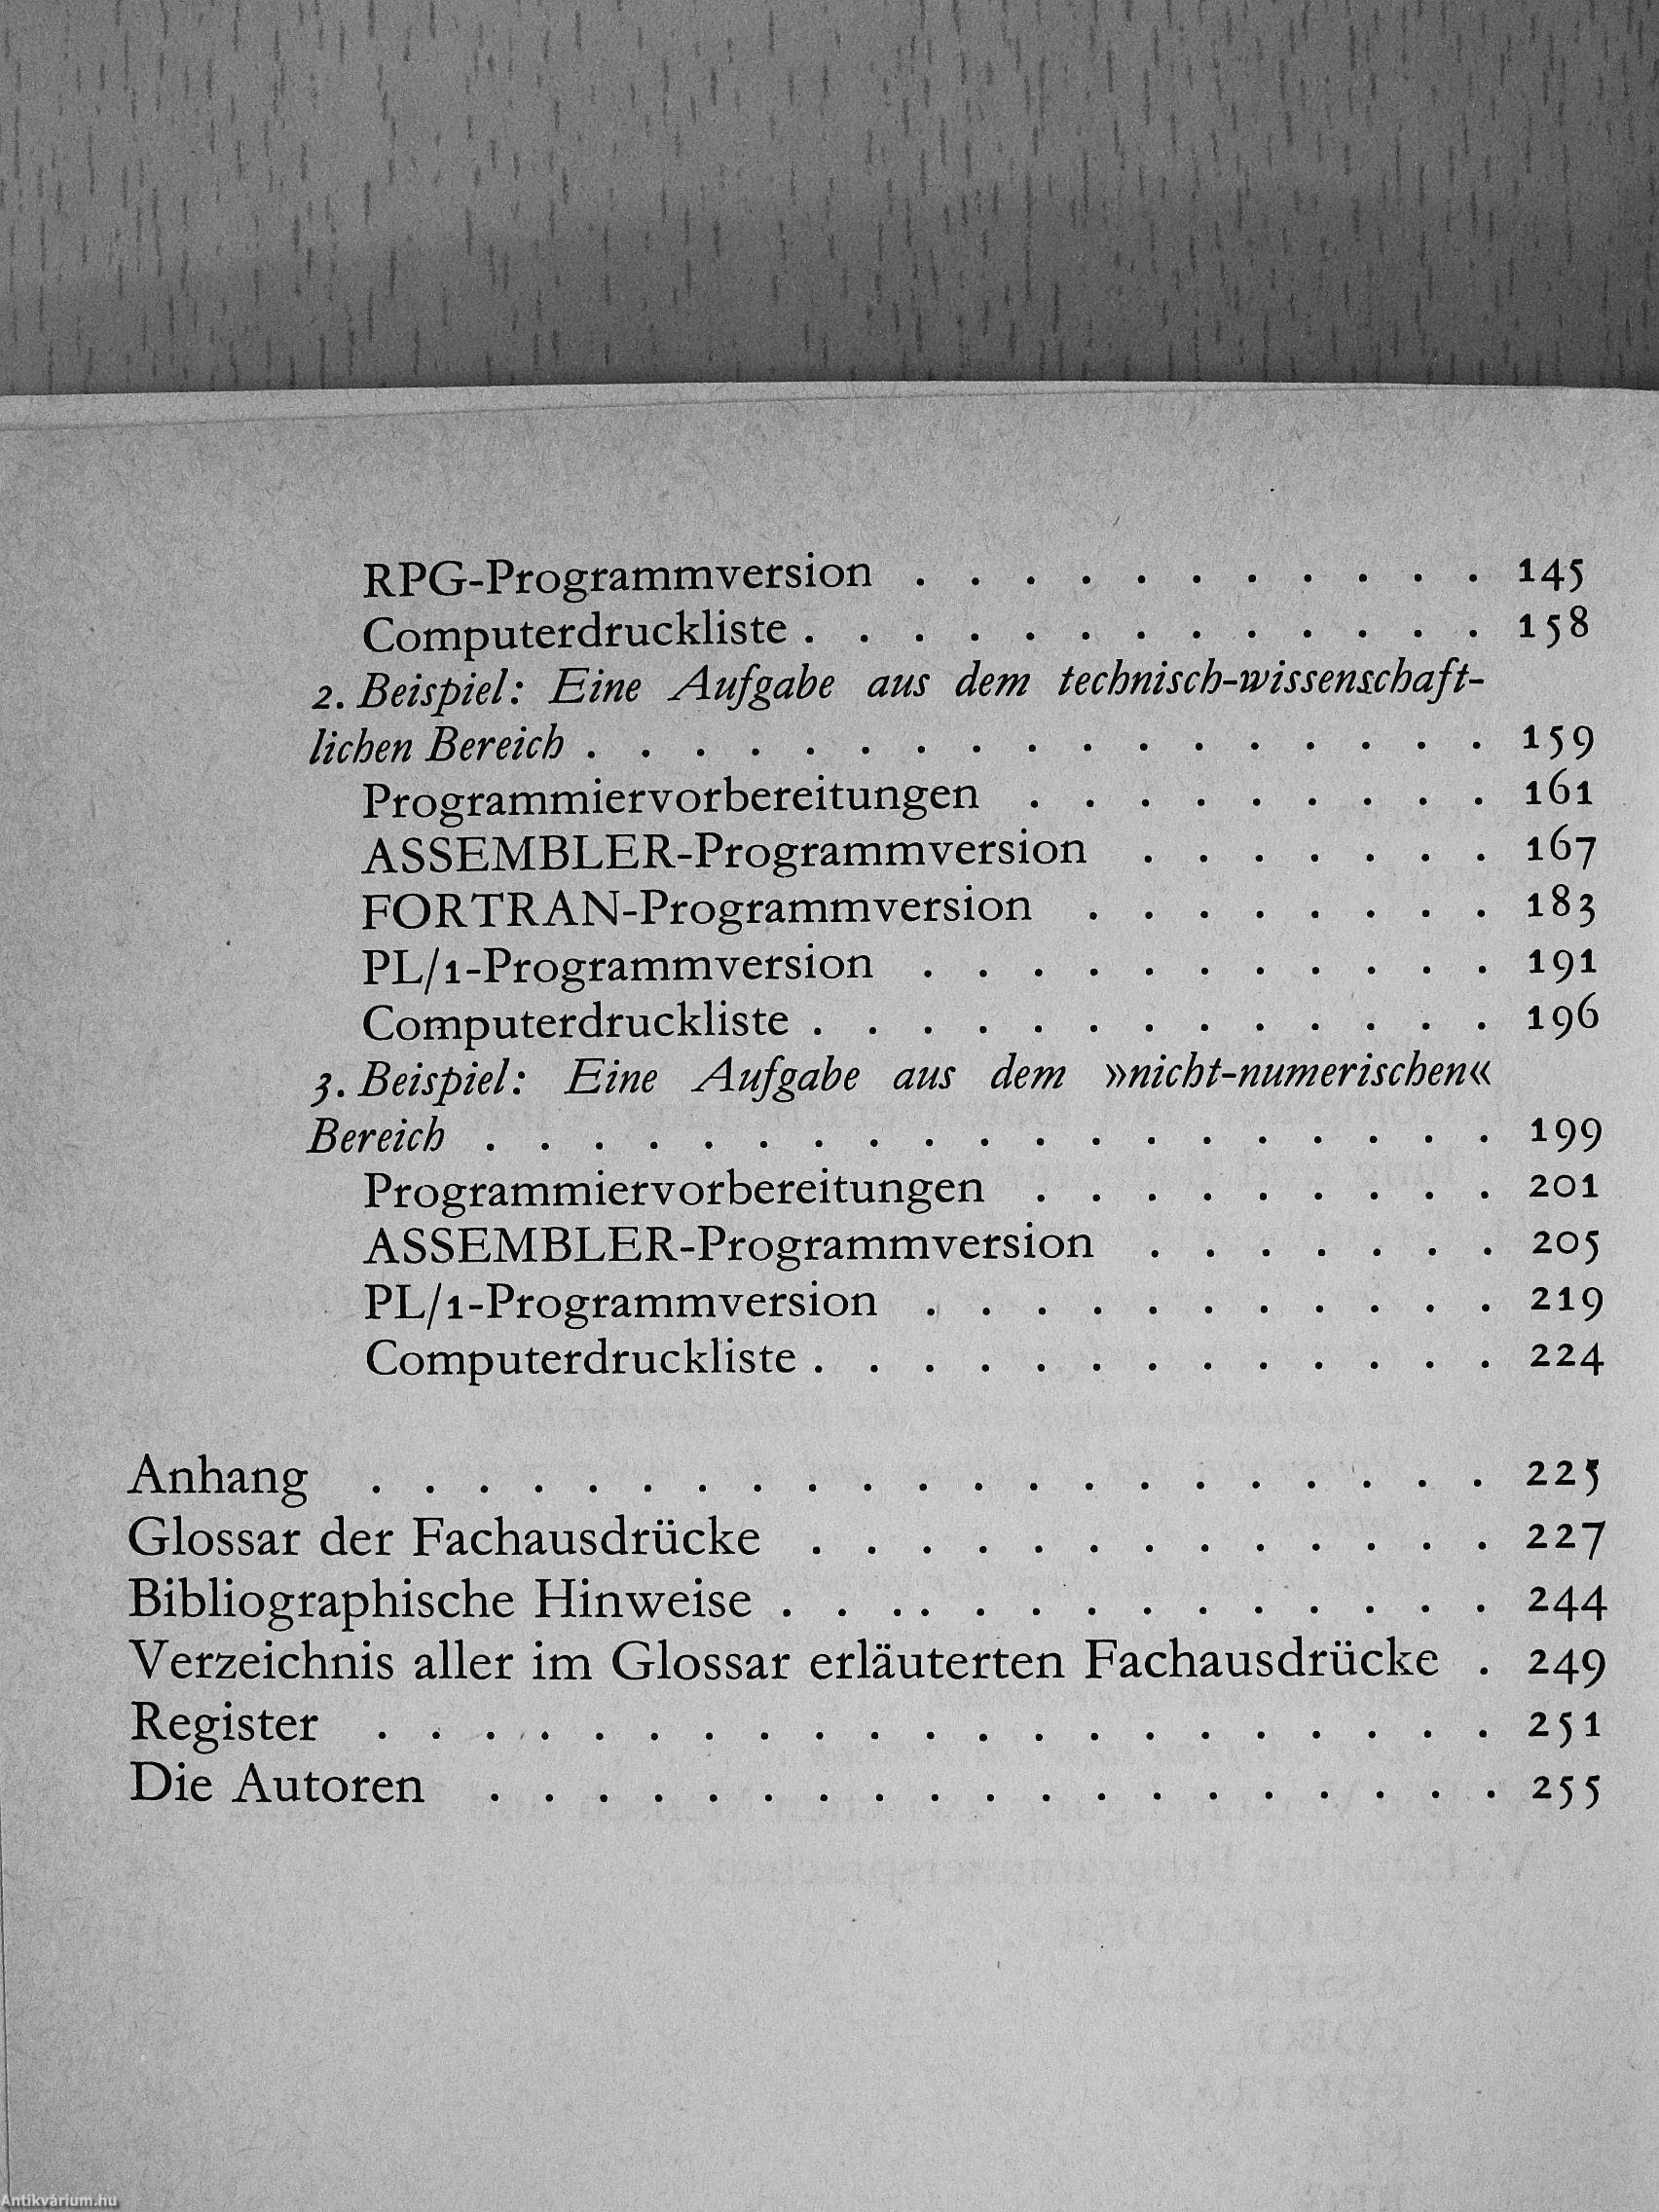 RPG-Programmversion . . . . . . . . . . . 145
Computerdruckliste . . . . . . . . . . . . . 158
2. Beispiel: Eine Aufgabe aus dem technisch-wissenschaft-
lichen Bereich . . . . . . . . . . . . . . . . . 159
Programmiervorbereitungen . . . . . . . . . 161
ASSEMBLER-Programmversion . . . . . . . 167
FORTRAN-Programmversion . . . . . . . . 183
PL/1-Programmversion . . . . . . . . . . . 191
Computerdruckliste . . . . . . . . . . . . . 196
3. Beispiel: Eine Aufgabe aus dem »nicht-numerischen«
Bereich . . . . . . . . . . . . . . . . . . . 199
Programmiervorbereitungen . . . . . . . . . 201
ASSEMBLER-Programmversion . . . . . . . 205
PL/1-Programmversion . . . . . . . . . . . 219
Computerdruckliste . . . . . . . . . . . . . 224
Anhang . . . . . . . . . . . . . . . . . . . . . 225
Glossar der Fachausdrücke . . . . . . . . . . . . . 227
Bibliographische Hinweise . . . . . . . . . . . . . . 244
Verzeichnis aller im Glossar erläuterten Fachausdrücke . 249
Register . . . . . . . . . . . . . . . . . . . . . 251
Die Autoren . . . . . . . . . . . . . . . . . . . 255
Antikvárium.hu